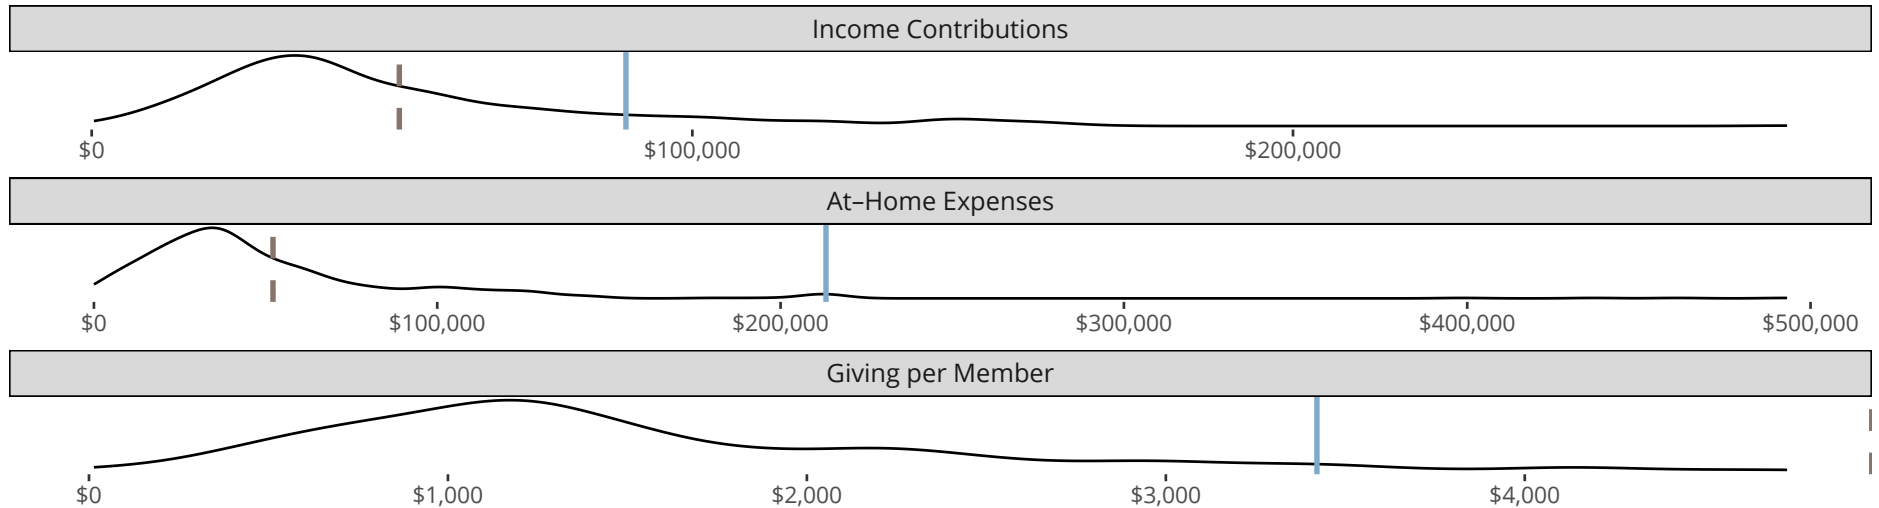 Income Contributions
$0 $100,000 $200,000
At–Home Expenses
$0 $100,000 $200,000 $300,000 $400,000 $500,000
Giving per Member
$0 $1,000 $2,000 $3,000 $4,000